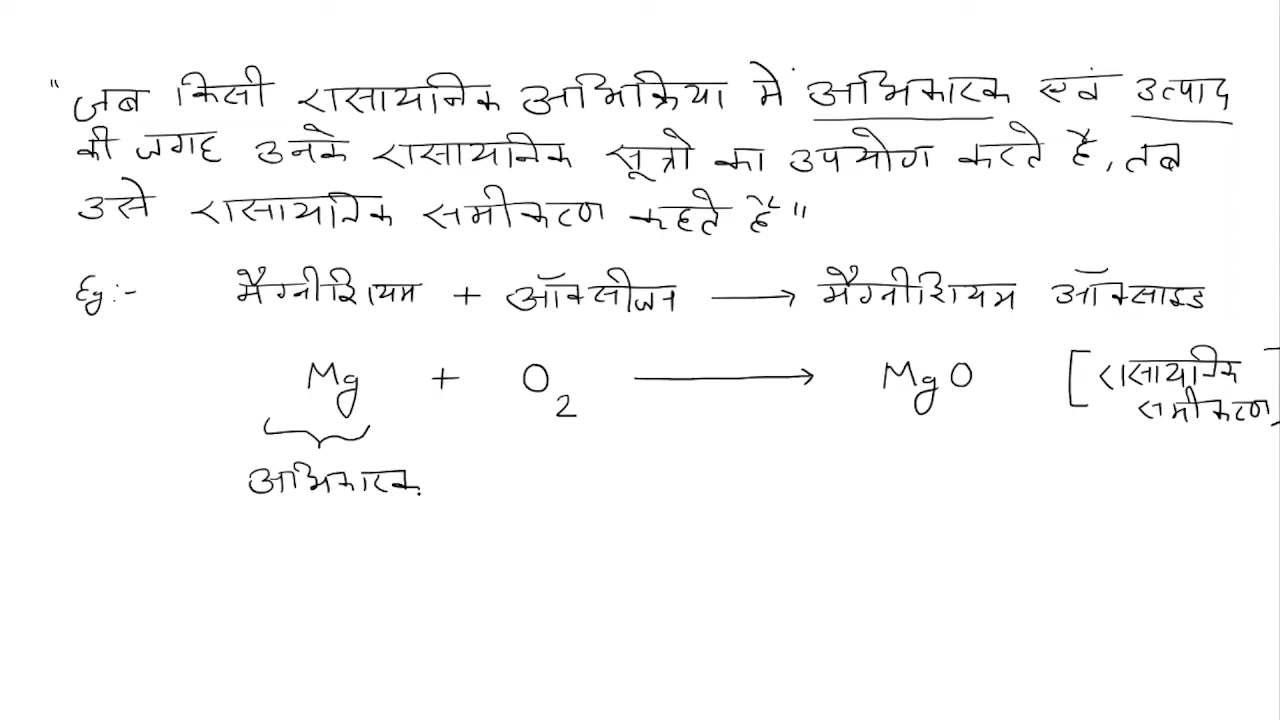 "जब किसी रासायनिक अभिक्रिया में अभिकारक एवं उत्पाद
की जगह उनके रासायनिक सूत्रो का उपयोग करते हैं, तब
उसे रासायनिक समीकरण कहते हैं"
Eg:- मैग्नीशियम + ऑक्सीजन ⟶ मैग्नीशियम ऑक्साइड
Mg + O₂ ⟶ MgO [रासायनिक
समीकरण]
अभिकारक